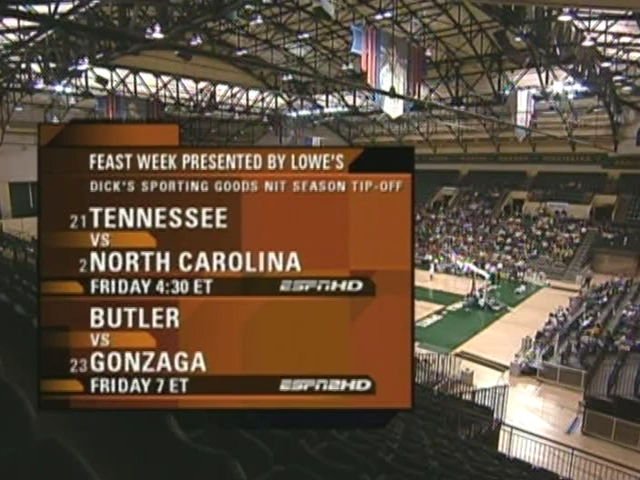 FEAST WEEK PRESENTED BY LOWE'S
DICK'S SPORTING GOODS NIT SEASON TIP-OFF
21 TENNESSEE
VS
2 NORTH CAROLINA
FRIDAY 4:30 ET ESPNHD
BUTLER
VS
23 GONZAGA
FRIDAY 7 ET ESPN2HD